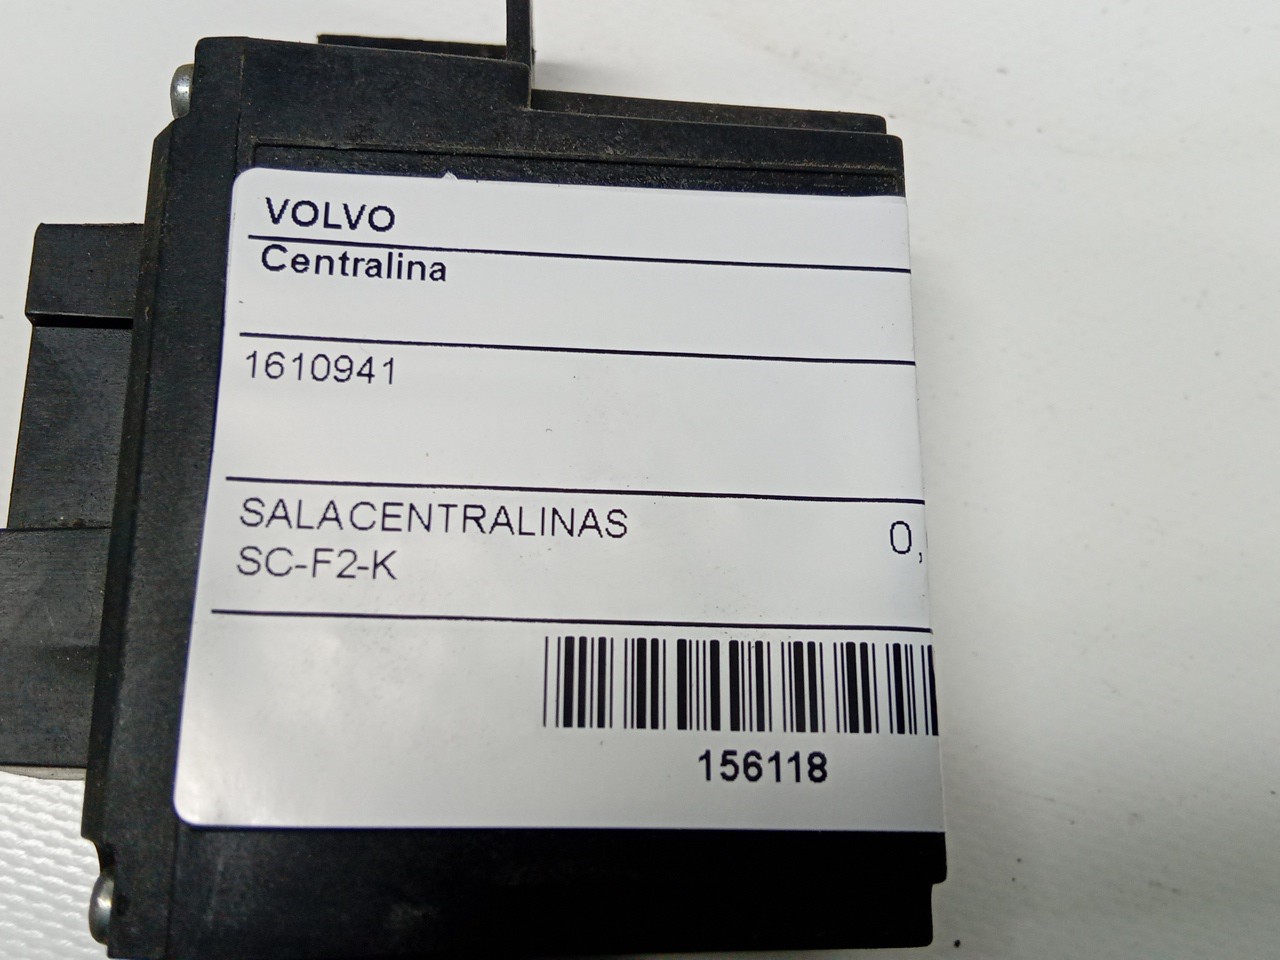 VOLVO
Centralina
1610941
SALACENTRALINAS
0,
SC-F2-K
156118